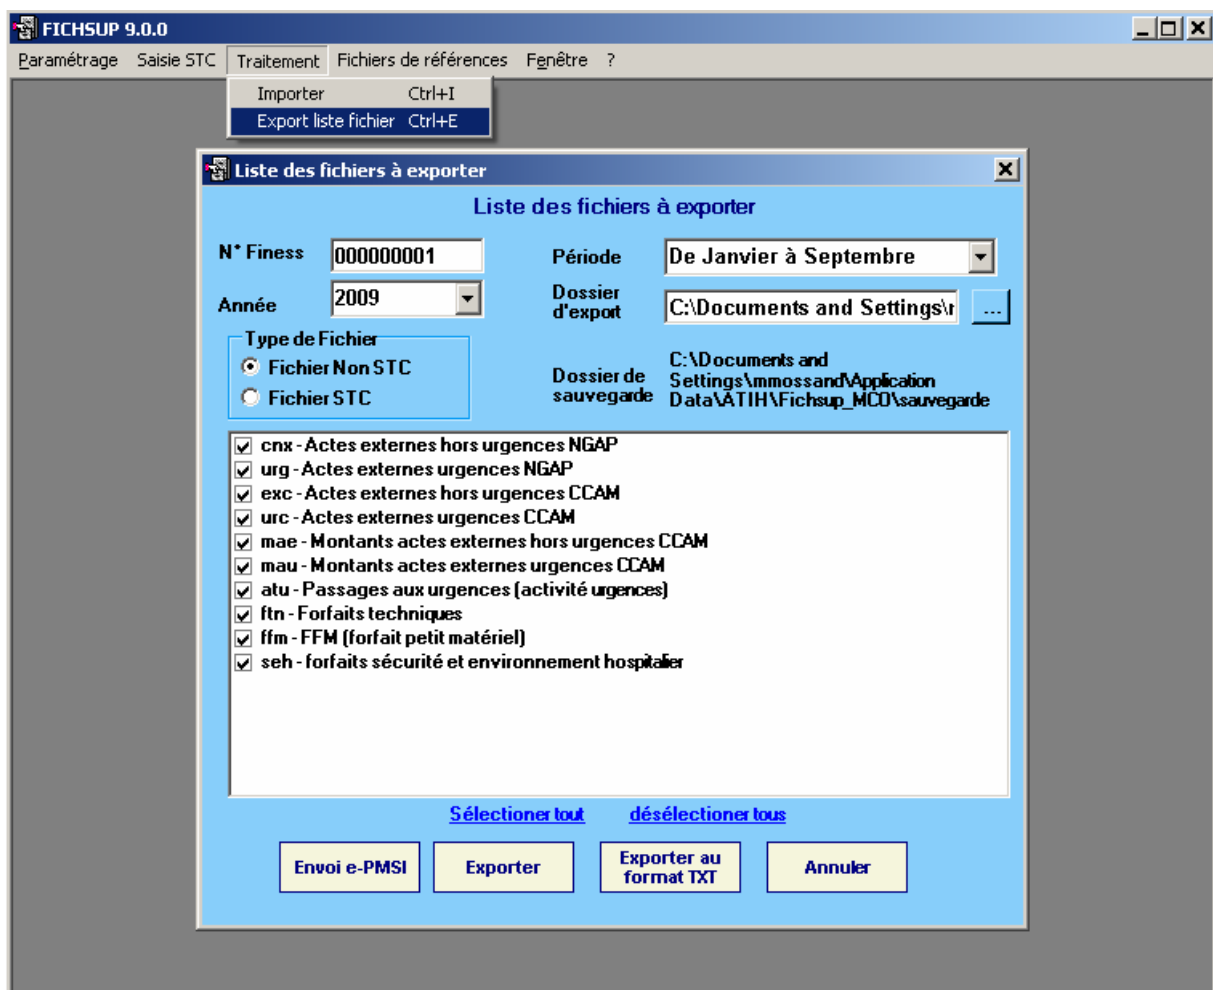 FICHSUP 9.0.0
Paramétrage Saisie STC Traitement Fichiers de références Fenêtre ?
Importer Ctrl+I
Export liste fichier Ctrl+E
Liste des fichiers à exporter
Liste des fichiers à exporter
N° Finess 000000001 Période De Janvier à Septembre
Année 2009 Dossier d'export C:\Documents and Settings\r ...
Type de Fichier
Fichier Non STC
Fichier STC
Dossier de sauvegarde
C:\Documents and
Settings\mmossand\Application
Data\ATIH\Fichsup_MCO\sauvegarde
cnx - Actes externes hors urgences NGAP
urg - Actes externes urgences NGAP
exc - Actes externes hors urgences CCAM
urc - Actes externes urgences CCAM
mae - Montants actes externes hors urgences CCAM
mau - Montants actes externes urgences CCAM
atu - Passages aux urgences (activité urgences)
ftn - Forfaits techniques
ffm - FFM (forfait petit matériel)
seh - forfaits sécurité et environnement hospitalier
Sélectioner tout désélectioner tous
Envoi e-PMSI Exporter Exporter au format TXT Annuler